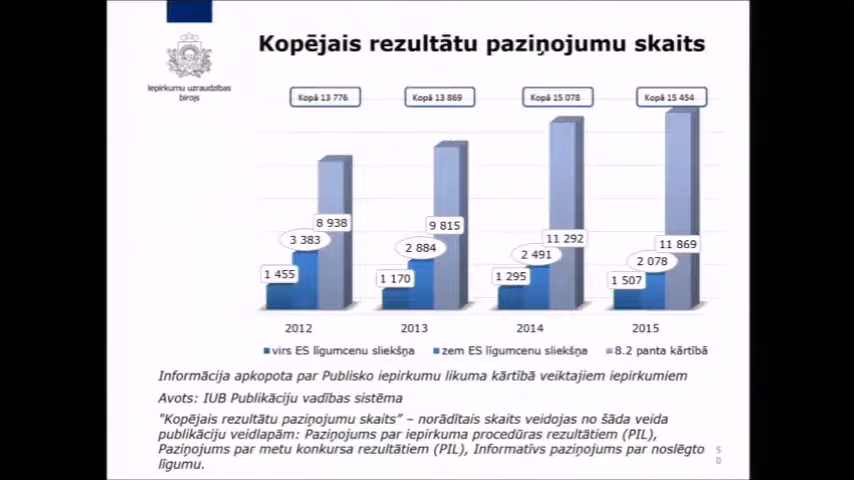 Kopējais rezultātu paziņojumu skaits
Iepirkumu uzraudzības
birojs
Kopā 13 776
Kopā 13 869
Kopā 15 078
Kopā 15 454
8 938
3 383
1 455
9 815
2 884
1 170
11 292
2 491
1 295
11 869
2 078
1 507
2012
2013
2014
2015
virs ES līgumcenu sliekšņa
zem ES līgumcenu sliekšņa
8.2 panta kārtībā
Informācija apkopota par Publisko iepirkumu likuma kārtībā veiktajiem iepirkumiem
Avots: IUB Publikāciju vadības sistēma
"Kopējais rezultātu paziņojumu skaits” – norādītais skaits veidojas no šāda veida
publikāciju veidlapām: Paziņojums par iepirkuma procedūras rezultātiem (PIL),
Paziņojums par metu konkursa rezultātiem (PIL), Informatīvs paziņojums par noslēgto
līgumu.
5
0